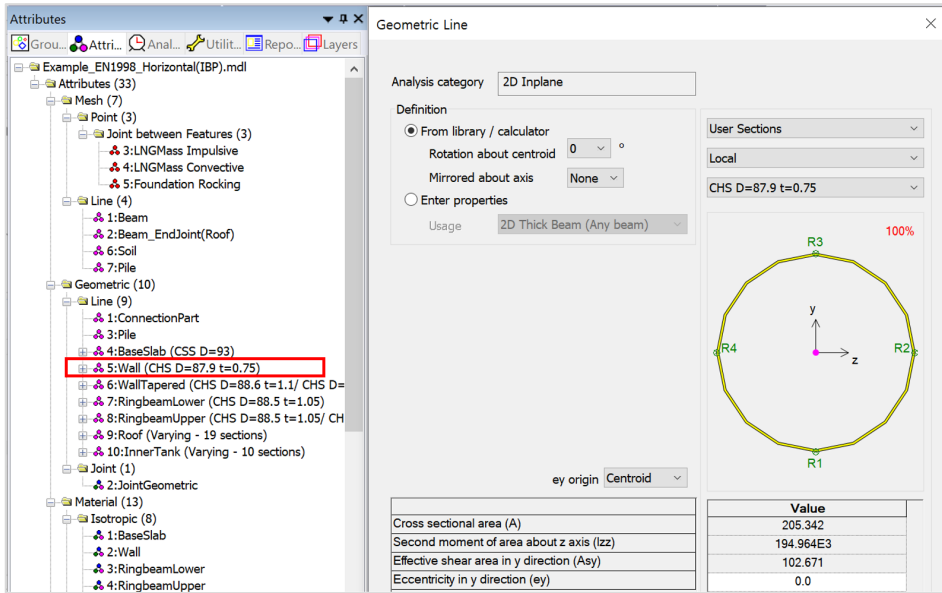 Attributes
Grou... Attri... Anal... Utilit... Repo... Layers
Example_EN1998_Horizontal(IBP).mdl
Attributes (33)
Mesh (7)
Point (3)
Joint between Features (3)
3:LNGMass Impulsive
4:LNGMass Convective
5:Foundation Rocking
Line (4)
1:Beam
2:Beam_EndJoint(Roof)
6:Soil
7:Pile
Geometric (10)
Line (9)
1:ConnectionPart
3:Pile
4:BaseSlab (CSS D=93)
5:Wall (CHS D=87.9 t=0.75)
6:WallTapered (CHS D=88.6 t=1.1/ CHS D=
7:RingbeamLower (CHS D=88.5 t=1.05)
8:RingbeamUpper (CHS D=88.5 t=1.05/ CH
9:Roof (Varying - 19 sections)
10:InnerTank (Varying - 10 sections)
Joint (1)
2:JointGeometric
Material (13)
Isotropic (8)
1:BaseSlab
2:Wall
3:RingbeamLower
4:RingbeamUpper
Geometric Line
Analysis category 2D Inplane
Definition
From library / calculator
Rotation about centroid 0 °
Mirrored about axis None
Enter properties
Usage 2D Thick Beam (Any beam)
User Sections
Local
CHS D=87.9 t=0.75
100%
R3
y
R4 z R2
R1
ey origin Centroid
Value
Cross sectional area (A) 205.342
Second moment of area about z axis (Izz) 194.964E3
Effective shear area in y direction (Asy) 102.671
Eccentricity in y direction (ey) 0.0